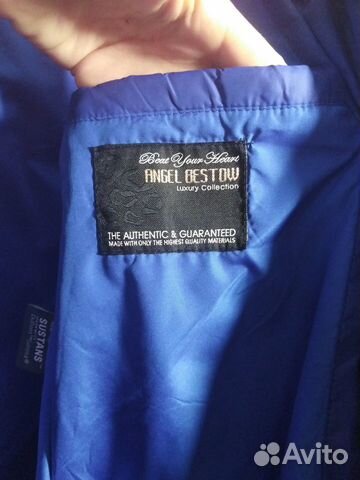 Beat Your Heart
ANGEL BESTOW
Luxury Collection
THE AUTHENTIC & GUARANTEED
MADE WITH ONLY THE HIGHEST QUALITY MATERIALS
SUSTANS
Avito